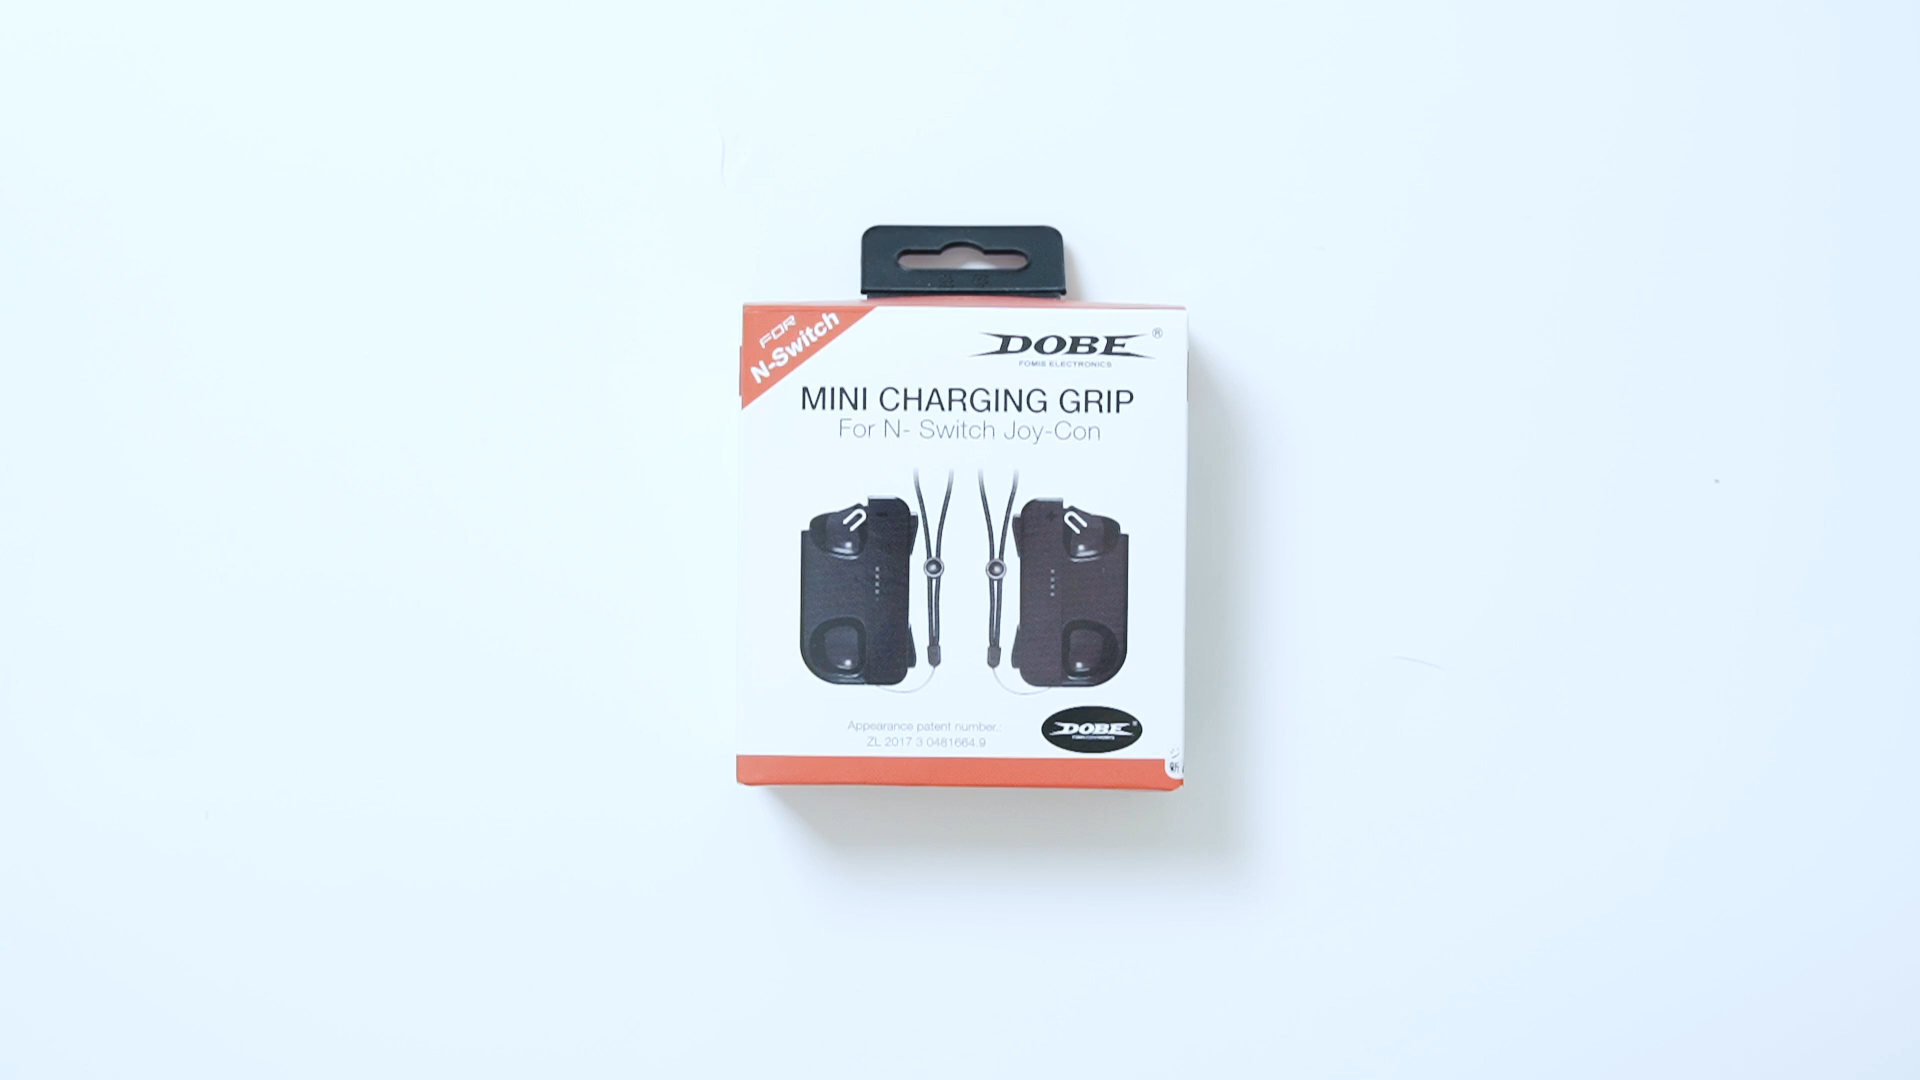 FOR
N-Switch
DOBE®
FOMIS ELECTRONICS
MINI CHARGING GRIP
For N- Switch Joy-Con
Appearance patent number.:
ZL 2017 3 0481664.9
DOBE